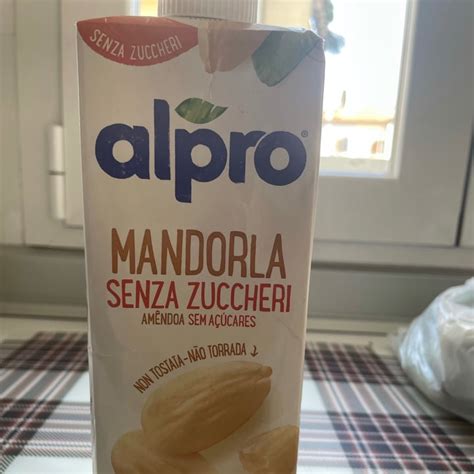 SENZA ZUCCHERI
alpro®
MANDORLA
SENZA ZUCCHERI
AMÊNDOA SEM AÇÚCARES
NON TOSTATA-NÃO TORRADA